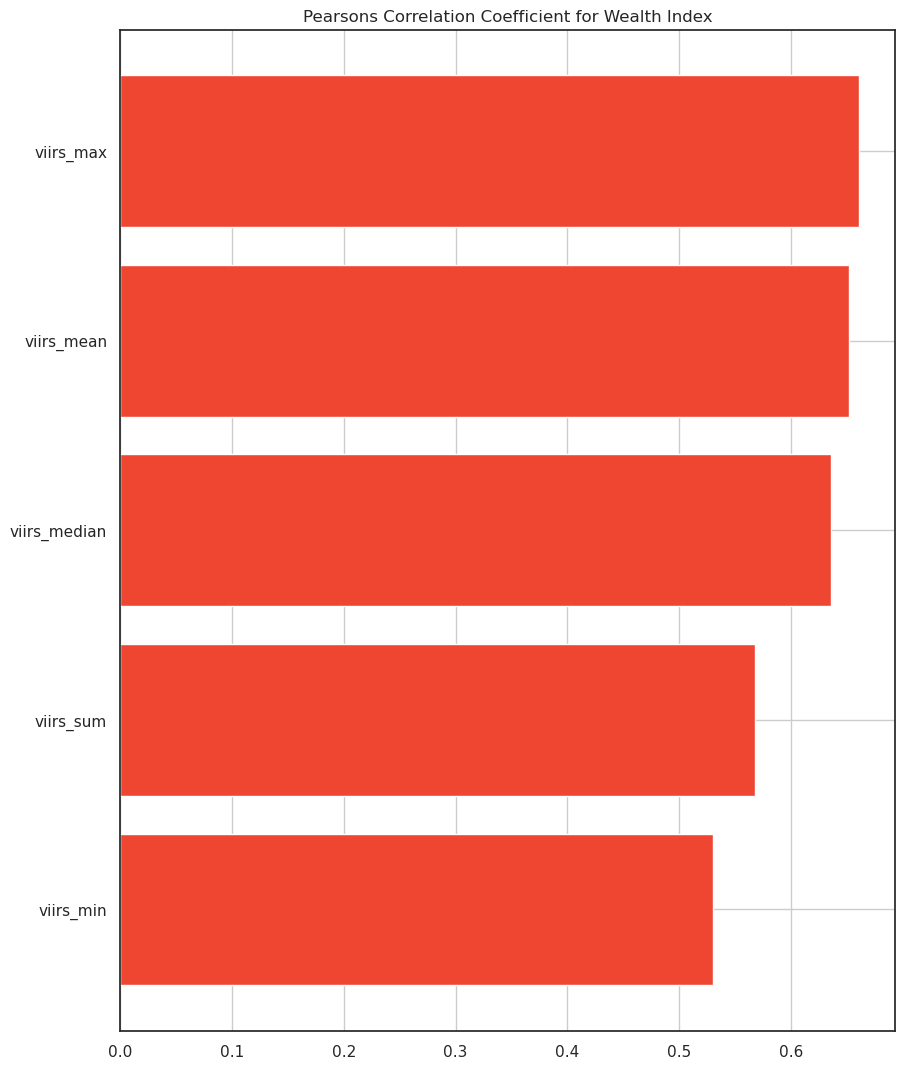 Pearsons Correlation Coefficient for Wealth Index
viirs_max
viirs_mean
viirs_median
viirs_sum
viirs_min
0.0 0.1 0.2 0.3 0.4 0.5 0.6